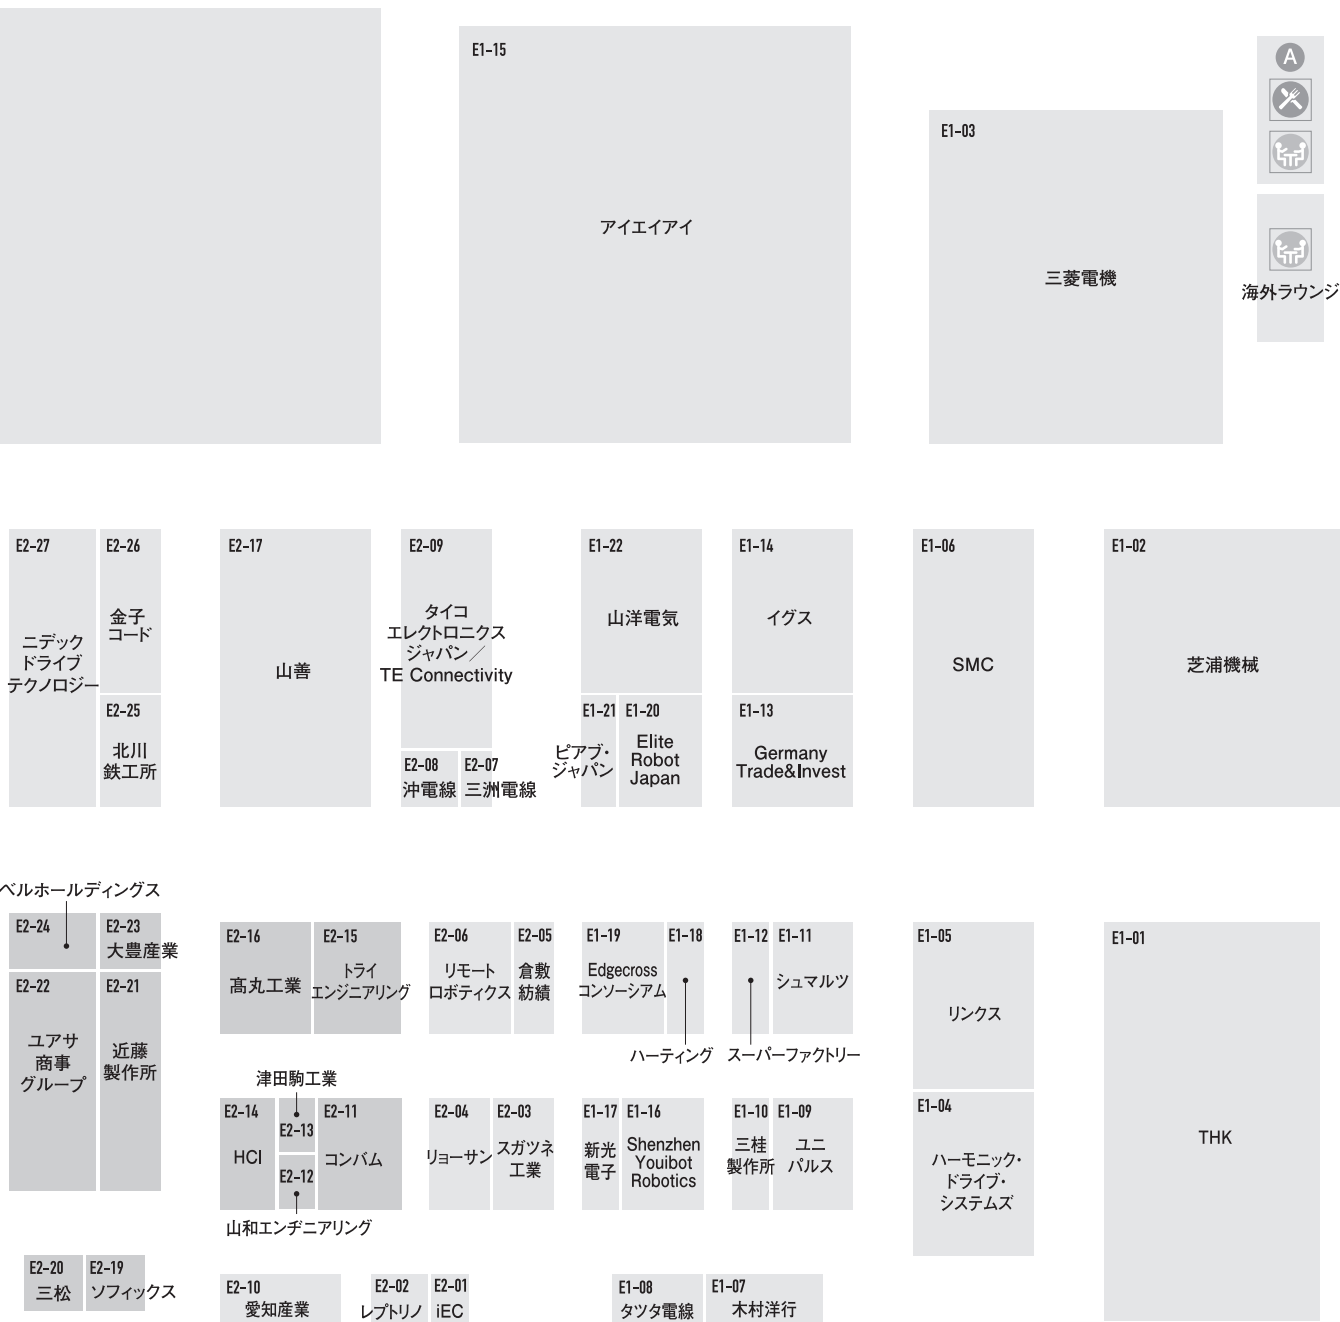 E1-15
アイエイアイ
E1-03
三菱電機
A
海外ラウンジ
E2-27
ニデック
ドライブ
テクノロジー
E2-26
金子
コード
E2-25
北川
鉄工所
E2-17
山善
E2-09
タイコ
エレクトロニクス
ジャパン／
TE Connectivity
E2-08
沖電線
E2-07
三洲電線
E1-22
山洋電気
E1-21
ピアブ・
ジャパン
E1-20
Elite
Robot
Japan
E1-14
イグス
E1-13
Germany
Trade&Invest
E1-06
SMC
E1-02
芝浦機械
ベルホールディングス
E2-24
E2-23
大豊産業
E2-22
ユアサ
商事
グループ
E2-21
近藤
製作所
E2-16
髙丸工業
E2-15
トライ
エンジニアリング
E2-06
リモート
ロボティクス
E2-05
倉敷
紡績
E1-19
Edgecross
コンソーシアム
E1-18
ハーティング
E1-12
スーパーファクトリー
E1-11
シュマルツ
E1-05
リンクス
E1-01
THK
津田駒工業
E2-14
HCI
E2-13
E2-12
山和エンヂニアリング
E2-11
コンバム
E2-04
リョーサン
E2-03
スガツネ
工業
E1-17
新光
電子
E1-16
Shenzhen
Youibot
Robotics
E1-10
三桂
製作所
E1-09
ユニ
パルス
E1-04
ハーモニック・
ドライブ・
システムズ
E2-20
三松
E2-19
ソフィックス
E2-10
愛知産業
E2-02
レプトリノ
E2-01
iEC
E1-08
タツタ電線
E1-07
木村洋行